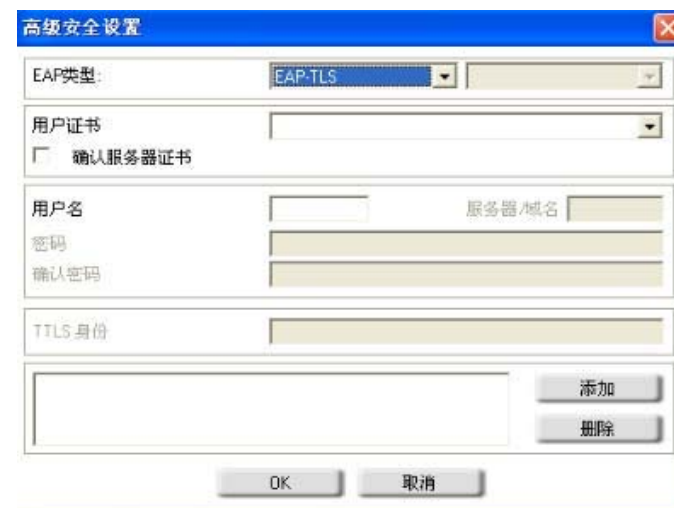 高级安全设置
EAP类型: EAP-TLS
用户证书
确认服务器证书
用户名 服务器/域名
密码
确认密码
TTLS 身份
添加
删除
OK 取消